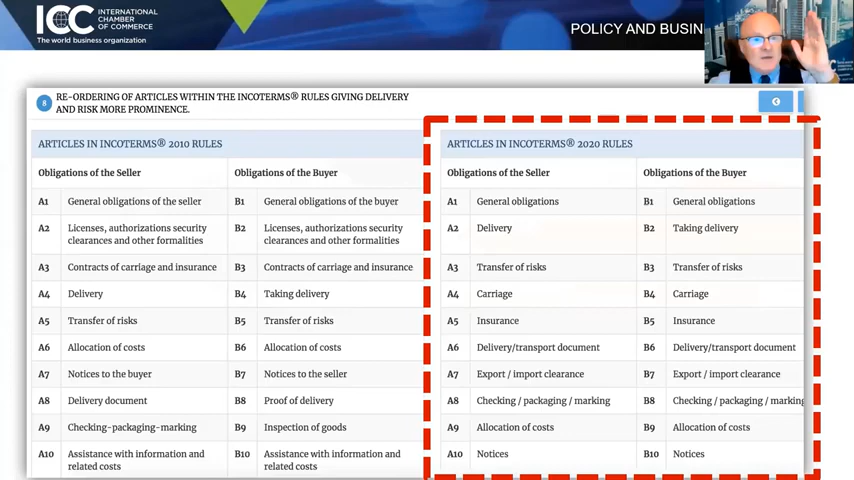 ICC
INTERNATIONAL
CHAMBER
OF COMMERCE
The world business organization
POLICY AND BUSIN
8
RE-ORDERING OF ARTICLES WITHIN THE INCOTERMS® RULES GIVING DELIVERY
AND RISK MORE PROMINENCE.
ARTICLES IN INCOTERMS® 2010 RULES
Obligations of the Seller Obligations of the Buyer
A1 General obligations of the seller B1 General obligations of the buyer
A2 Licenses, authorizations security B2 Licenses, authorizations security
clearances and other formalities clearances and other formalities
A3 Contracts of carriage and insurance B3 Contracts of carriage and insurance
A4 Delivery B4 Taking delivery
A5 Transfer of risks B5 Transfer of risks
A6 Allocation of costs B6 Allocation of costs
A7 Notices to the buyer B7 Notices to the seller
A8 Delivery document B8 Proof of delivery
A9 Checking-packaging-marking B9 Inspection of goods
A10 Assistance with information and B10 Assistance with information and
related costs related costs
ARTICLES IN INCOTERMS® 2020 RULES
Obligations of the Seller Obligations of the Buyer
A1 General obligations B1 General obligations
A2 Delivery B2 Taking delivery
A3 Transfer of risks B3 Transfer of risks
A4 Carriage B4 Carriage
A5 Insurance B5 Insurance
A6 Delivery/transport document B6 Delivery/transport document
A7 Export / import clearance B7 Export / import clearance
A8 Checking / packaging / marking B8 Checking / packaging / marking
A9 Allocation of costs B9 Allocation of costs
A10 Notices B10 Notices